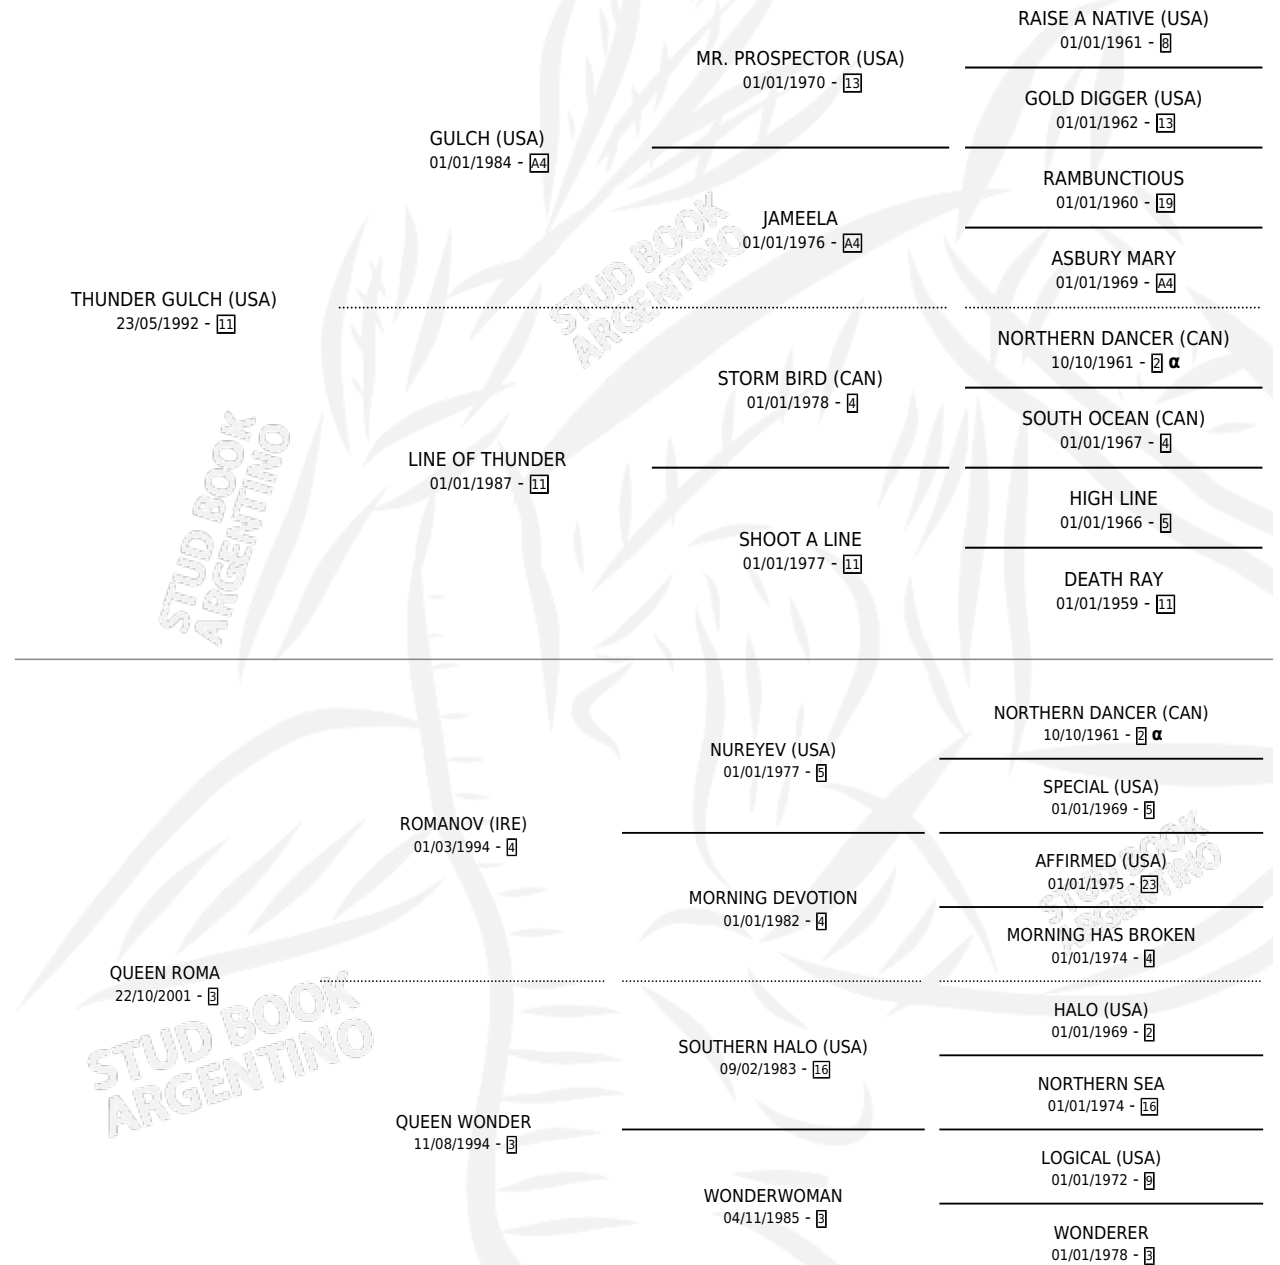 RAISE A NATIVE (USA)
01/01/1961 - 8
MR. PROSPECTOR (USA)
01/01/1970 - 13
GOLD DIGGER (USA)
01/01/1962 - 13
GULCH (USA)
01/01/1984 - A4
RAMBUNCTIOUS
01/01/1960 - 19
JAMEELA
01/01/1976 - A4
ASBURY MARY
01/01/1969 - A4
THUNDER GULCH (USA)
23/05/1992 - 11
NORTHERN DANCER (CAN)
10/10/1961 - 2 α
STORM BIRD (CAN)
01/01/1978 - 4
SOUTH OCEAN (CAN)
01/01/1967 - 4
LINE OF THUNDER
01/01/1987 - 11
HIGH LINE
01/01/1966 - 5
SHOOT A LINE
01/01/1977 - 11
DEATH RAY
01/01/1959 - 11
NORTHERN DANCER (CAN)
10/10/1961 - 2 α
NUREYEV (USA)
01/01/1977 - 5
SPECIAL (USA)
01/01/1969 - 5
ROMANOV (IRE)
01/03/1994 - 4
AFFIRMED (USA)
01/01/1975 - 23
MORNING DEVOTION
01/01/1982 - 4
MORNING HAS BROKEN
01/01/1974 - 4
QUEEN ROMA
22/10/2001 - 3
HALO (USA)
01/01/1969 - 2
SOUTHERN HALO (USA)
09/02/1983 - 16
NORTHERN SEA
01/01/1974 - 16
QUEEN WONDER
11/08/1994 - 3
LOGICAL (USA)
01/01/1972 - 9
WONDERWOMAN
04/11/1985 - 3
WONDERER
01/01/1978 - 3
STUD BOOK
ARGENTINO
STUD BOOK
ARGENTINO
STUD BOOK
ARGENTINO
STUD BOOK
ARGENTINO